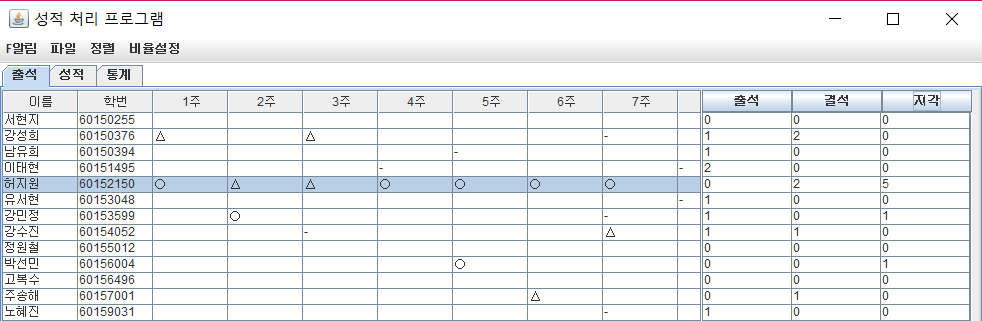 성적 처리 프로그램
F알림 파일 정렬 비율설정
출석 성적 통계
이름 학번 1주 2주 3주 4주 5주 6주 7주 출석 결석 지각
서현지 60150255 0 0 0
강성희 60150376 △ △ - 1 2 0
남유희 60150394 - 1 0 0
이태현 60151495 - - 2 0 0
허지원 60152150 ○ △ △ ○ ○ ○ ○ 0 2 5
유서현 60153048 - 1 0 0
강민정 60153599 ○ - 1 0 1
강수진 60154052 - △ 1 1 0
정원철 60155012 0 0 0
박선민 60156004 ○ 0 0 1
고복수 60156496 0 0 0
주송해 60157001 △ 0 1 0
노혜진 60159031 - 1 0 0